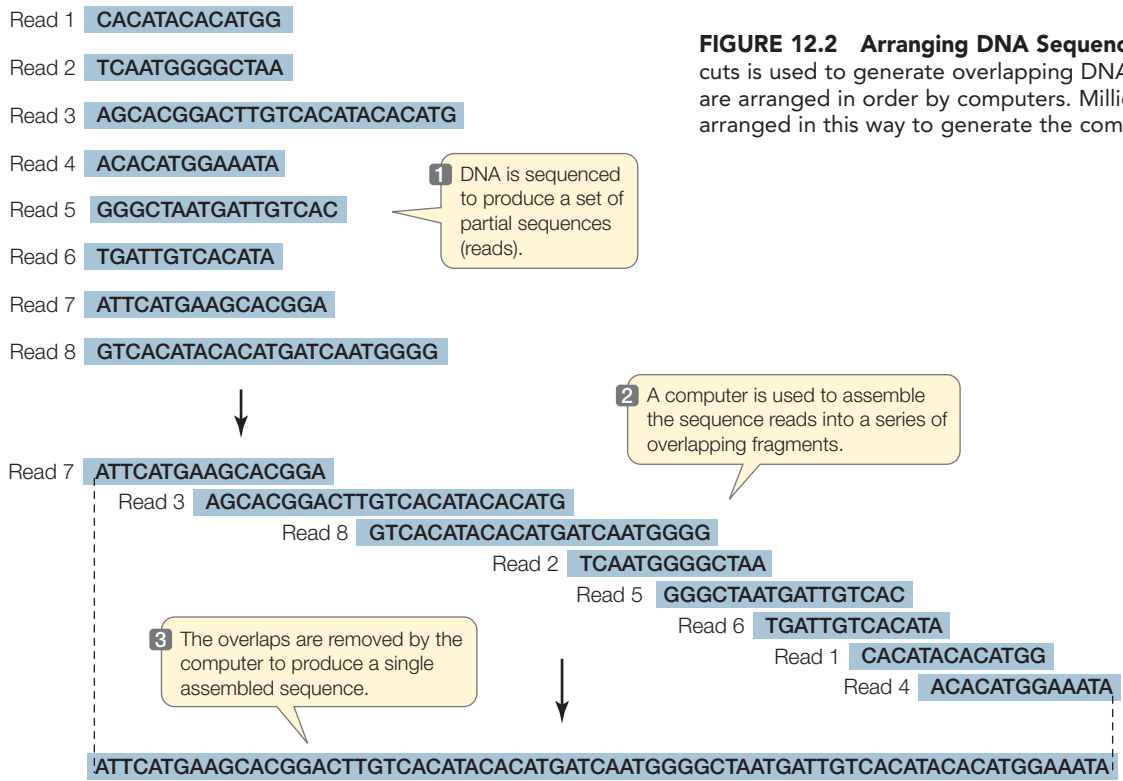 Read 1 CACATACACATGG
Read 2 TCAATGGGGCTAA
Read 3 AGCACGGACTTGTCACATACACATG
Read 4 ACACATGGAAATA
Read 5 GGGCTAATGATTGTCAC
Read 6 TGATTGTCACATA
Read 7 ATTCATGAAGCACGGA
Read 8 GTCACATACACATGATCAATGGGG
FIGURE 12.2 Arranging DNA Sequenc
cuts is used to generate overlapping DNA
are arranged in order by computers. Millio
arranged in this way to generate the com
1 DNA is sequenced
to produce a set of
partial sequences
(reads).
2 A computer is used to assemble
the sequence reads into a series of
overlapping fragments.
Read 7 ATTCATGAAGCACGGA
Read 3 AGCACGGACTTGTCACATACACATG
Read 8 GTCACATACACATGATCAATGGGG
Read 2 TCAATGGGGCTAA
Read 5 GGGCTAATGATTGTCAC
Read 6 TGATTGTCACATA
Read 1 CACATACACATGG
Read 4 ACACATGGAAATA
3 The overlaps are removed by the
computer to produce a single
assembled sequence.
ATTCATGAAGCACGGACTTGTCACATACACATGATCAATGGGGCTAATGATTGTCACATACACATGGAAATA